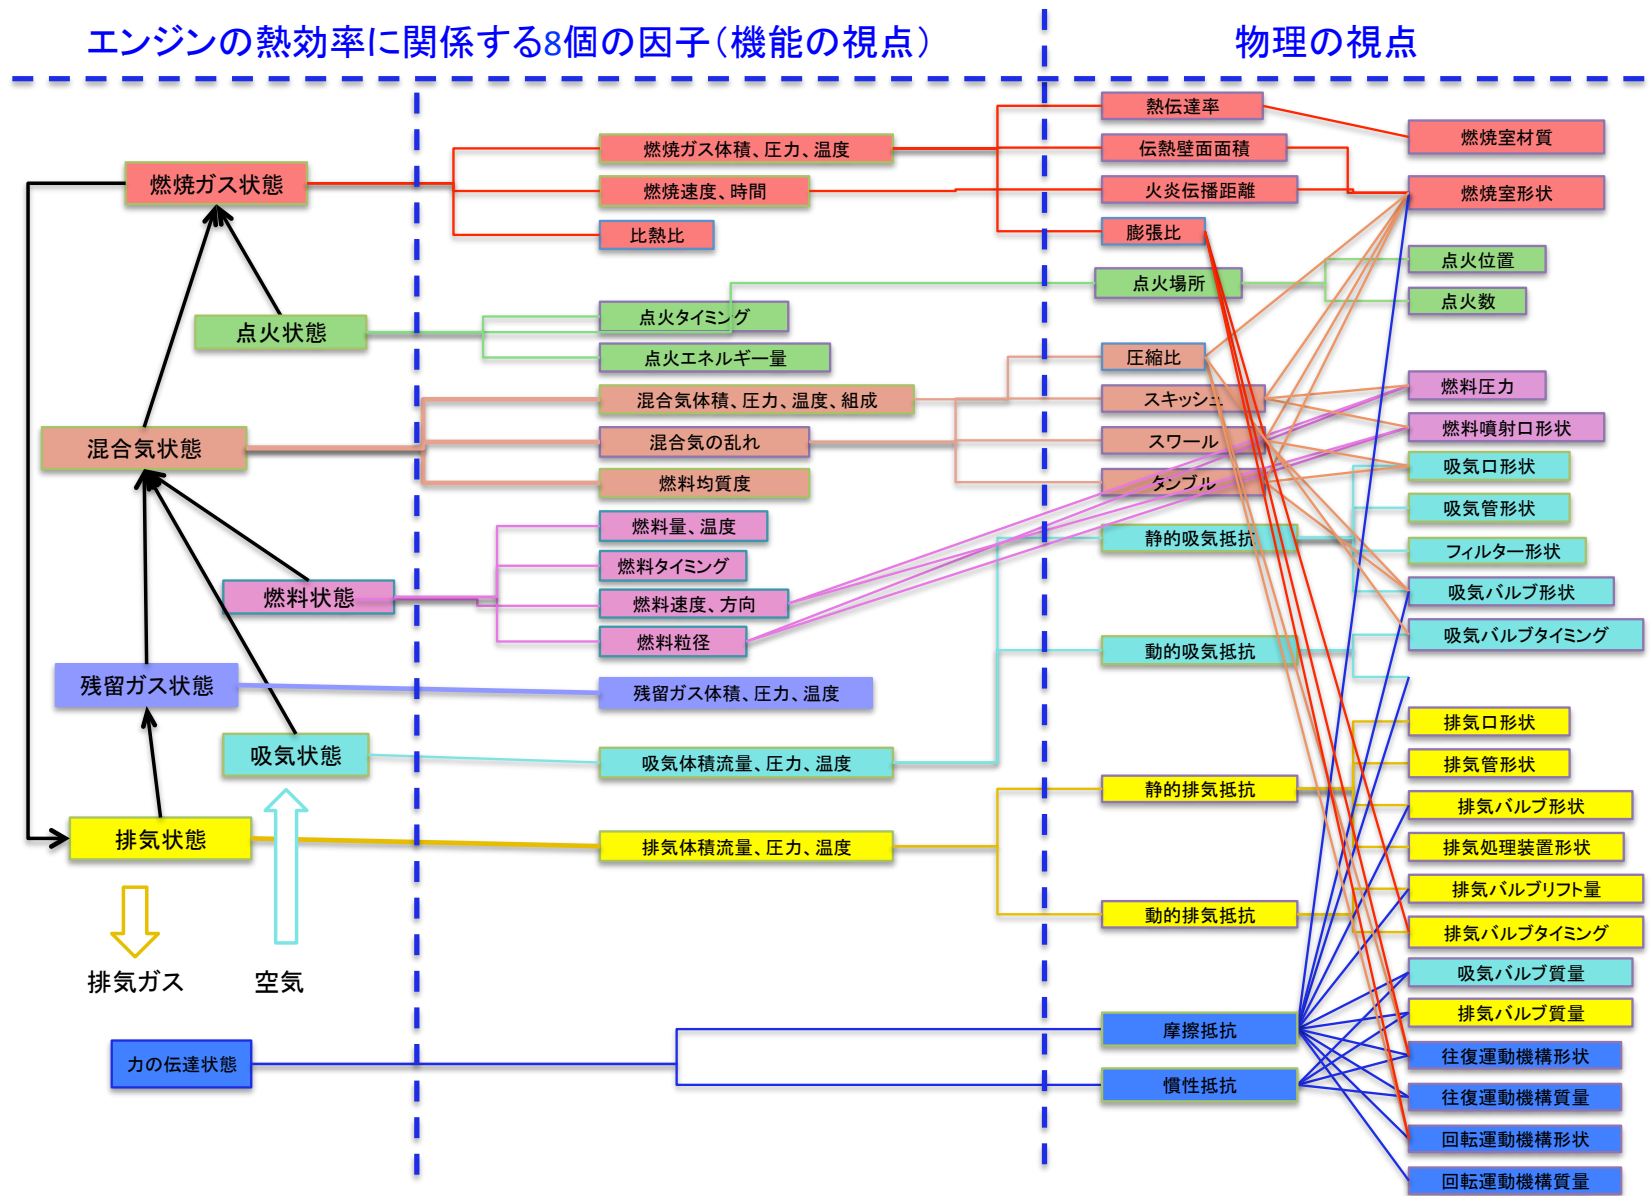 エンジンの熱効率に関係する8個の因子（機能の視点）
物理の視点
燃焼ガス状態
点火状態
混合気状態
燃料状態
残留ガス状態
吸気状態
排気状態
排気ガス
空気
力の伝達状態
燃焼ガス体積、圧力、温度
燃焼速度、時間
比熱比
点火タイミング
点火エネルギー量
混合気体積、圧力、温度、組成
混合気の乱れ
燃料均質度
燃料量、温度
燃料タイミング
燃料速度、方向
燃料粒径
残留ガス体積、圧力、温度
吸気体積流量、圧力、温度
排気体積流量、圧力、温度
熱伝達率
伝熱壁面面積
火炎伝播距離
膨張比
点火場所
圧縮比
スキッシュ
スワール
タンブル
静的吸気抵抗
動的吸気抵抗
静的排気抵抗
動的排気抵抗
摩擦抵抗
慣性抵抗
燃焼室材質
燃焼室形状
点火位置
点火数
燃料圧力
燃料噴射口形状
吸気口形状
吸気管形状
フィルター形状
吸気バルブ形状
吸気バルブタイミング
排気口形状
排気管形状
排気バルブ形状
排気処理装置形状
排気バルブリフト量
排気バルブタイミング
吸気バルブ質量
排気バルブ質量
往復運動機構形状
往復運動機構質量
回転運動機構形状
回転運動機構質量